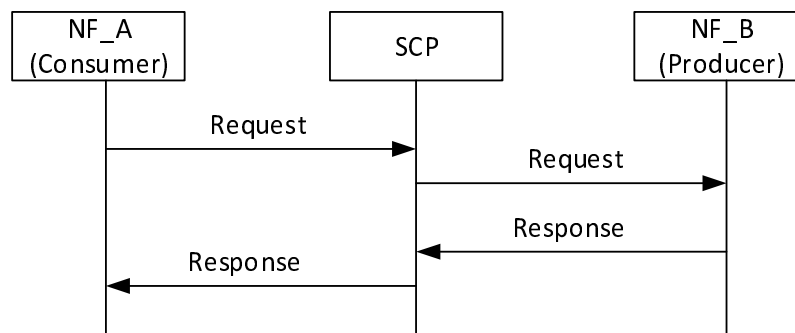 NF_A
(Consumer)
SCP
NF_B
(Producer)
Request
Request
Response
Response